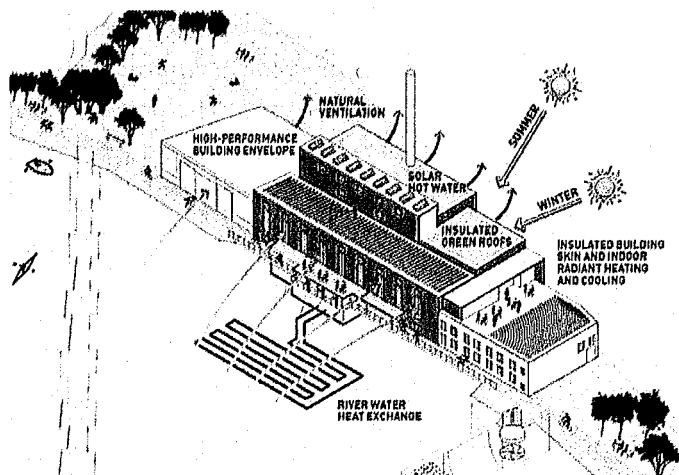 NATURAL
VENTILATION
HIGH-PERFORMANCE
BUILDING ENVELOPE
SOLAR
HOT WATER
SUMMER
WINTER
INSULATED
GREEN ROOFS
INSULATED BUILDING
SKIN AND INDOOR
RADIANT HEATING
AND COOLING
RIVER WATER
HEAT EXCHANGE